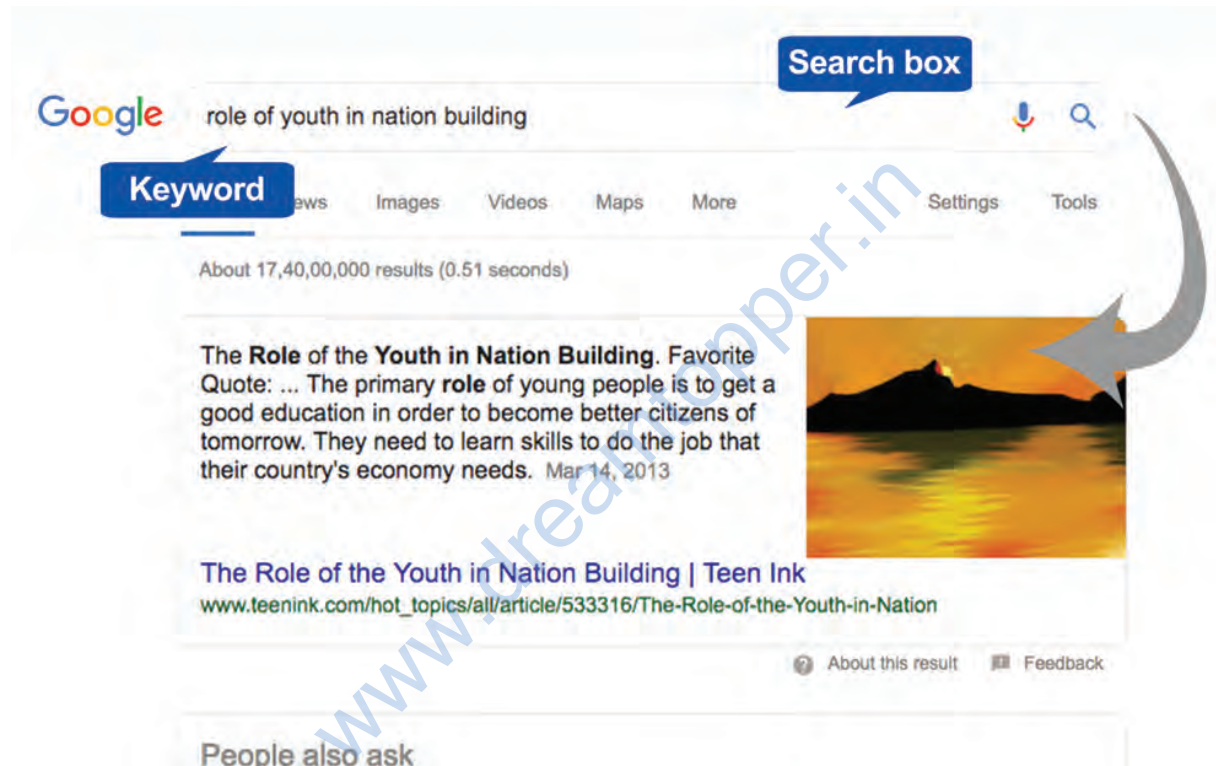 Search box
Google role of youth in nation building
Keyword
ews Images Videos Maps More Settings Tools
About 17,40,00,000 results (0.51 seconds)
The Role of the Youth in Nation Building. Favorite
Quote: ... The primary role of young people is to get a
good education in order to become better citizens of
tomorrow. They need to learn skills to do the job that
their country's economy needs. Mar 14, 2013
The Role of the Youth in Nation Building | Teen Ink
www.teenink.com/hot_topics/all/article/533316/The-Role-of-the-Youth-in-Nation
About this result Feedback
People also ask
www.dreamtopper.in